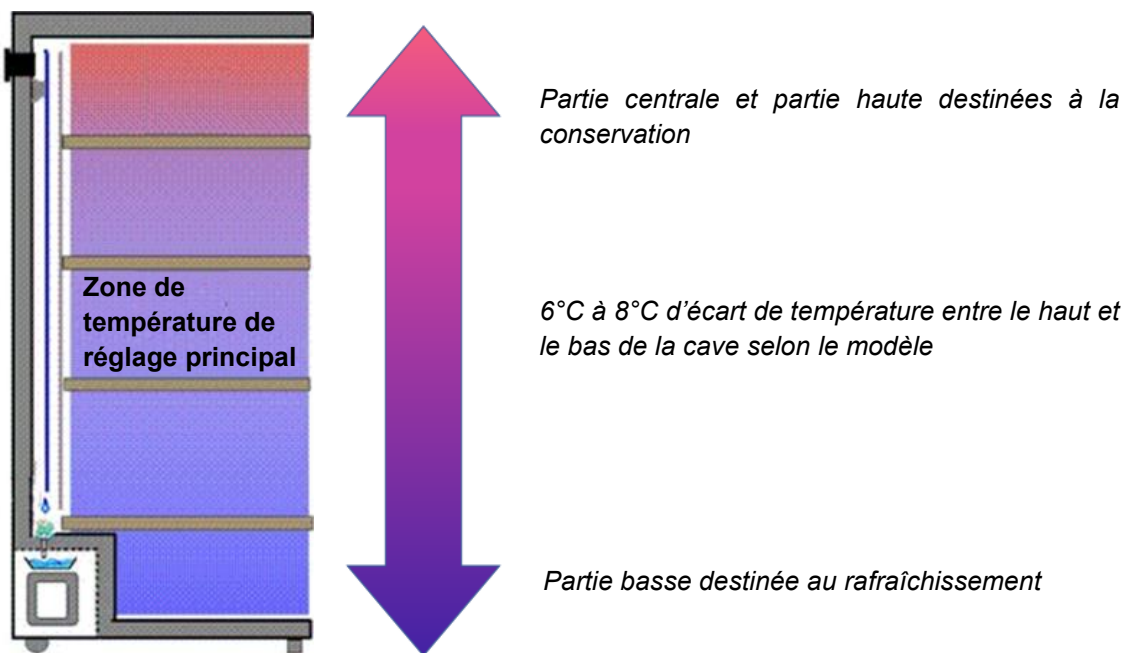 Partie centrale et partie haute destinées à la
conservation
Zone de
température de
réglage principal
6°C à 8°C d’écart de température entre le haut et
le bas de la cave selon le modèle
Partie basse destinée au rafraîchissement